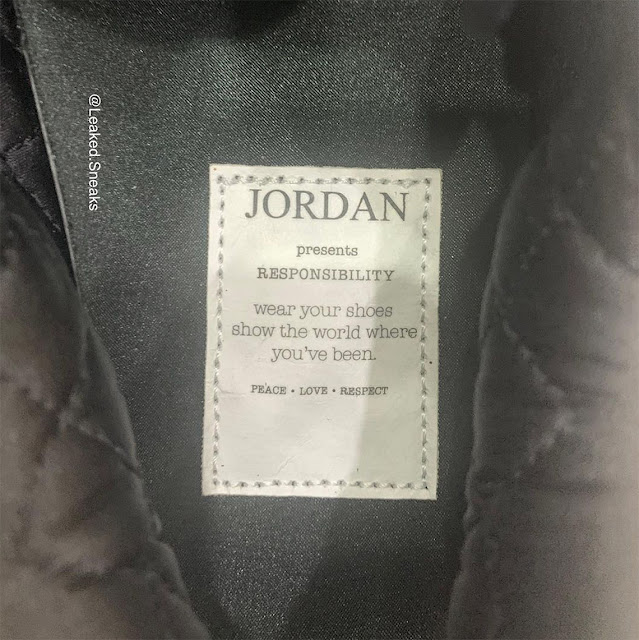 @Leaked.Sneaks
JORDAN
presents
RESPONSIBILITY
wear your shoes
show the world where
you've been.
PEACE • LOVE • RESPECT